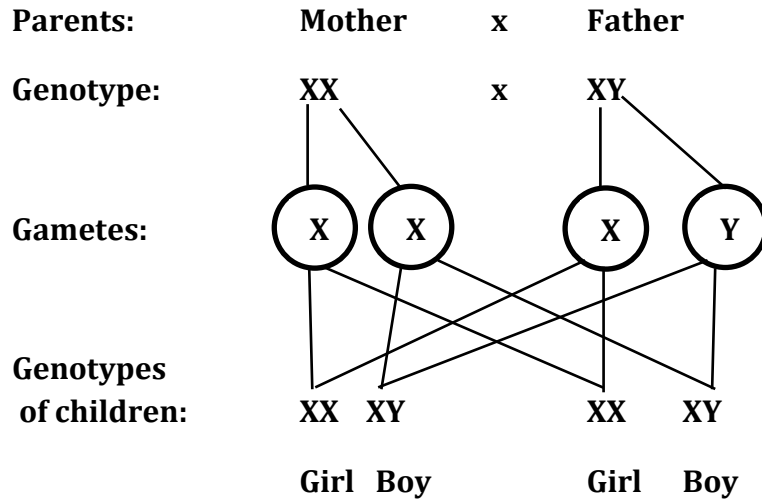 Parents: Mother x Father
Genotype: XX x XY
Gametes: X X X Y
Genotypes
of children: XX XY XX XY
Girl Boy Girl Boy